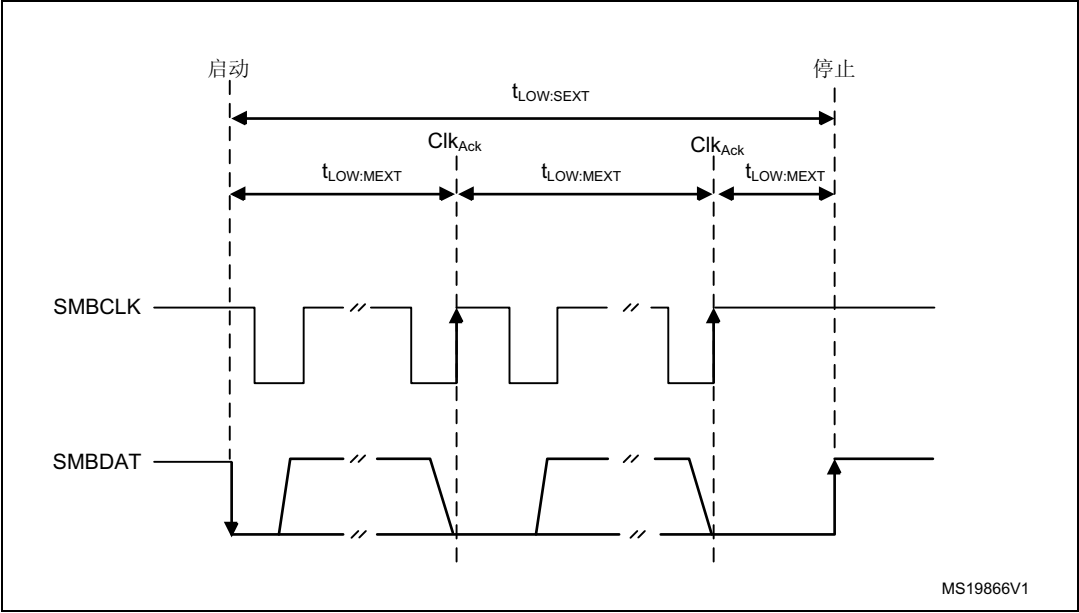 启动
停止
tLOW:SEXT
ClkAck
ClkAck
tLOW:MEXT
tLOW:MEXT
tLOW:MEXT
SMBCLK
SMBDAT
MS19866V1